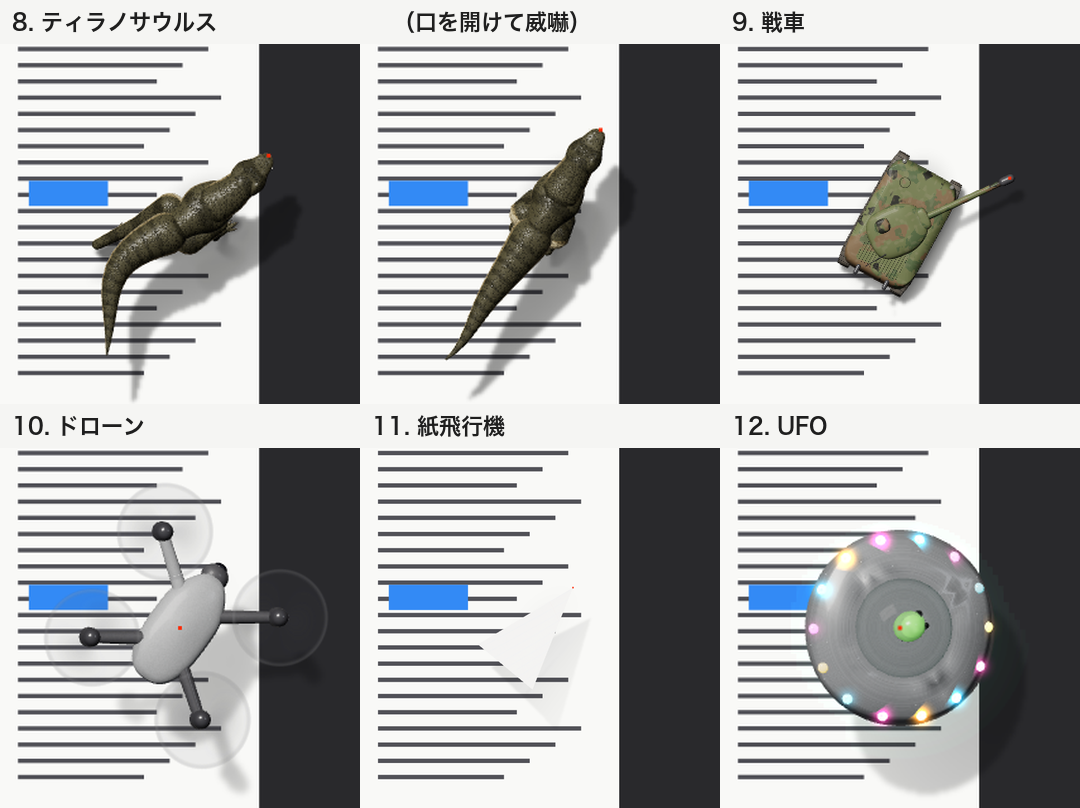 8. ティラノサウルス
（口を開けて威嚇）
9. 戦車
10. ドローン
11. 紙飛行機
12. UFO